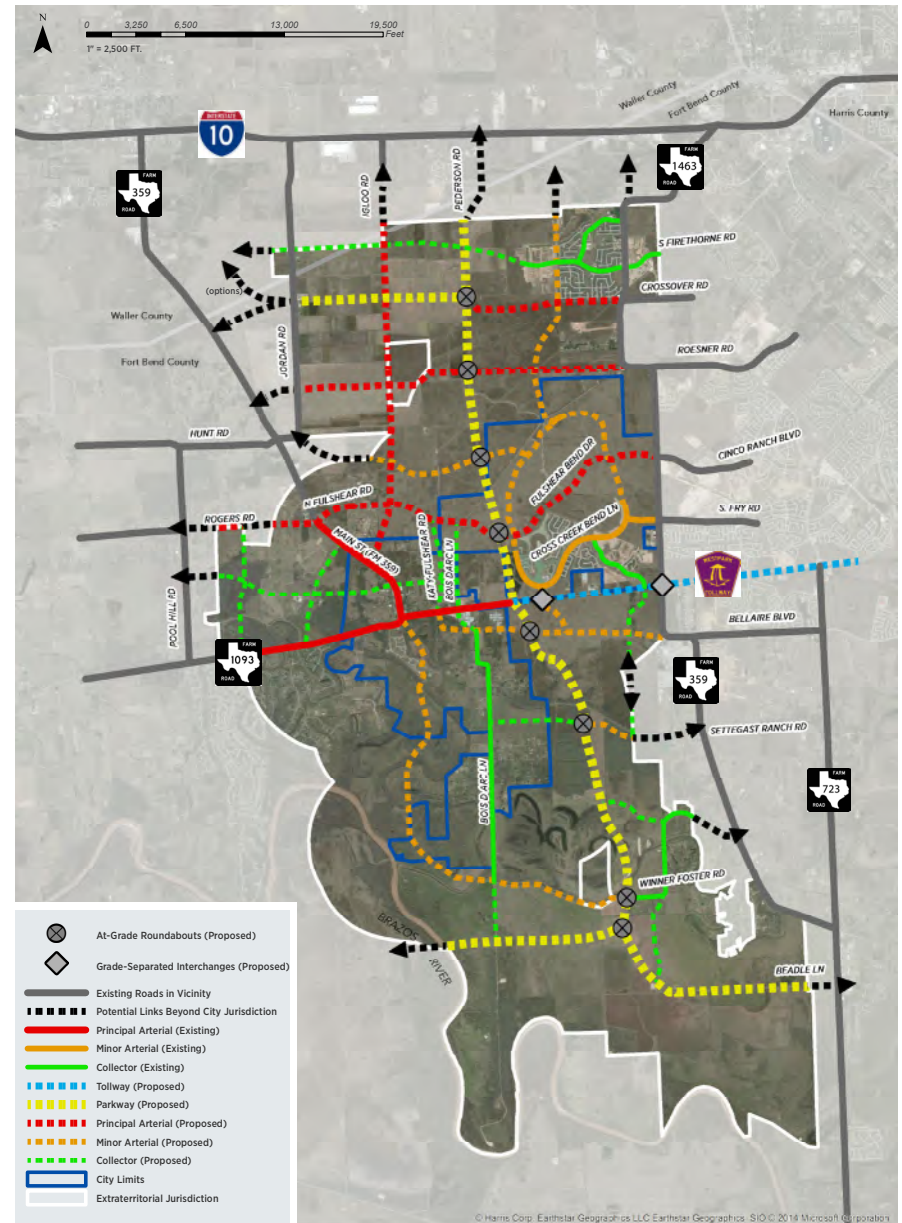 N
0 3,250 6,500 13,000 19,500
Feet
1" = 2,500 FT.
Waller County
Fort Bend County
Harris County
INTERSTATE
10
FARM
359
ROAD
FARM
1463
ROAD
IGLOO RD
PEDERSON RD
S FIRETHORNE RD
(options)
CROSSOVER RD
Waller County
Fort Bend County
JORDAN RD
ROESNER RD
HUNT RD
CINCO RANCH BLVD
FULSHEAR BEND DR
N FULSHEAR RD
ROGERS RD
S. FRY RD
MAIN ST (FM 359)
KATY-FULSHEAR RD
BOIS D'ARC LN
CROSS CREEK BEND LN
WESTPARK
TOLLWAY
POOL HILL RD
BELLAIRE BLVD
FARM
1093
ROAD
FARM
359
ROAD
SETTEGAST RANCH RD
BOIS D'ARC LN
FARM
723
ROAD
WINNER FOSTER RD
BRAZOS
RIVER
BEADLE LN
At-Grade Roundabouts (Proposed)
Grade-Separated Interchanges (Proposed)
Existing Roads in Vicinity
Potential Links Beyond City Jurisdiction
Principal Arterial (Existing)
Minor Arterial (Existing)
Collector (Existing)
Tollway (Proposed)
Parkway (Proposed)
Principal Arterial (Proposed)
Minor Arterial (Proposed)
Collector (Proposed)
City Limits
Extraterritorial Jurisdiction
© Harris Corp, Earthstar Geographics LLC Earthstar Geographics SIO © 2014 Microsoft Corporation